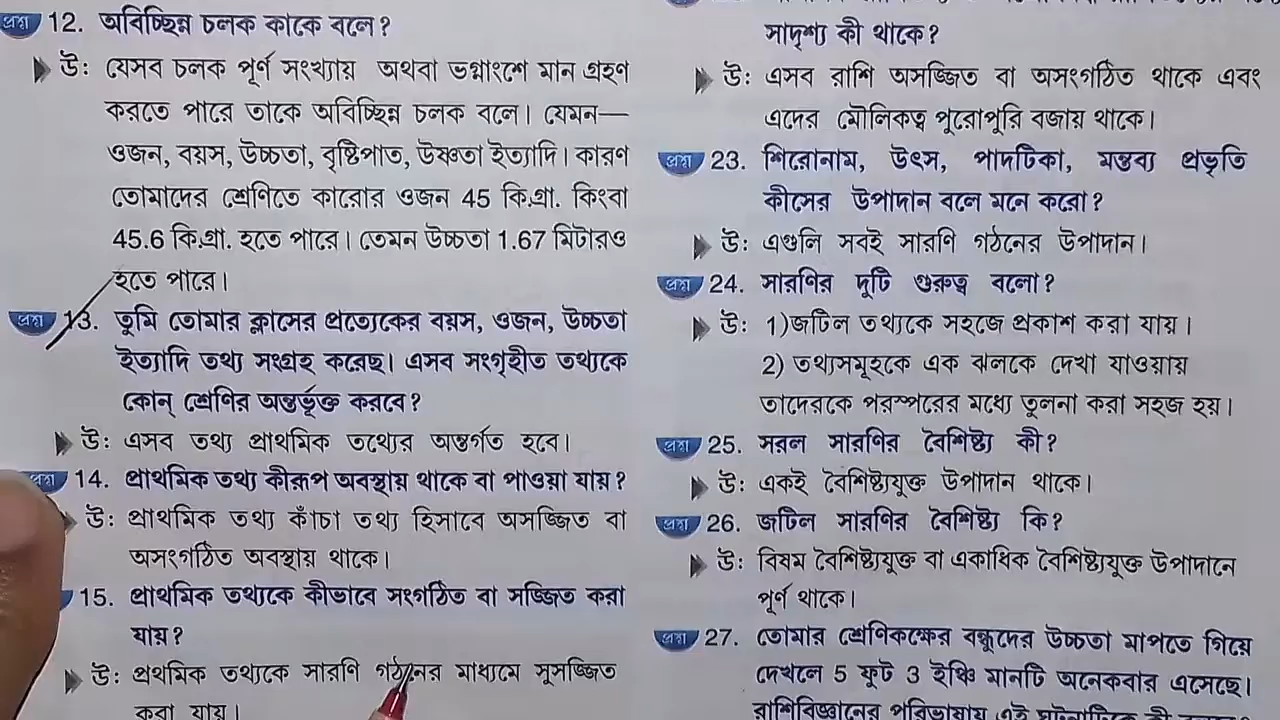 প্রশ্ন 12. অবিচ্ছিন্ন চলক কাকে বলে?
উ: যেসব চলক পূর্ণ সংখ্যায় অথবা ভগ্নাংশে মান গ্রহণ
করতে পারে তাকে অবিচ্ছিন্ন চলক বলে। যেমন—
ওজন, বয়স, উচ্চতা, বৃষ্টিপাত, উষ্ণতা ইত্যাদি। কারণ
তোমাদের শ্রেণিতে কারোর ওজন 45 কি.গ্রা. কিংবা
45.6 কি.গ্রা. হতে পারে। তেমন উচ্চতা 1.67 মিটারও
হতে পারে।
প্রশ্ন 13. তুমি তোমার ক্লাসের প্রত্যেকের বয়স, ওজন, উচ্চতা
ইত্যাদি তথ্য সংগ্রহ করেছ। এসব সংগৃহীত তথ্যকে
কোন্ শ্রেণির অন্তর্ভূক্ত করবে?
উ: এসব তথ্য প্রাথমিক তথ্যের অন্তর্গত হবে।
প্রশ্ন 14. প্রাথমিক তথ্য কীরূপ অবস্থায় থাকে বা পাওয়া যায়?
উ: প্রাথমিক তথ্য কাঁচা তথ্য হিসাবে অসজ্জিত বা
অসংগঠিত অবস্থায় থাকে।
15. প্রাথমিক তথ্যকে কীভাবে সংগঠিত বা সজ্জিত করা
যায়?
উ: প্রথমিক তথ্যকে সারণি গঠনের মাধ্যমে সুসজ্জিত
করা যায়।
সাদৃশ্য কী থাকে?
উ: এসব রাশি অসজ্জিত বা অসংগঠিত থাকে এবং
এদের মৌলিকত্ব পুরোপুরি বজায় থাকে।
প্রশ্ন 23. শিরোনাম, উৎস, পাদটিকা, মন্তব্য প্রভৃতি
কীসের উপাদান বলে মনে করো?
উ: এগুলি সবই সারণি গঠনের উপাদান।
প্রশ্ন 24. সারণির দুটি গুরুত্ব বলো?
উ: 1)জটিল তথ্যকে সহজে প্রকাশ করা যায়।
2) তথ্যসমূহকে এক ঝলকে দেখা যাওয়ায়
তাদেরকে পরস্পরের মধ্যে তুলনা করা সহজ হয়।
প্রশ্ন 25. সরল সারণির বৈশিষ্ট্য কী?
উ: একই বৈশিষ্ট্যযুক্ত উপাদান থাকে।
প্রশ্ন 26. জটিল সারণির বৈশিষ্ট্য কি?
উ: বিষম বৈশিষ্ট্যযুক্ত বা একাধিক বৈশিষ্ট্যযুক্ত উপাদানে
পূর্ণ থাকে।
প্রশ্ন 27. তোমার শ্রেণিকক্ষের বন্ধুদের উচ্চতা মাপতে গিয়ে
দেখলে 5 ফুট 3 ইঞ্চি মানটি অনেকবার এসেছে।
রাশিবিজ্ঞানের পরিভাষায় এই